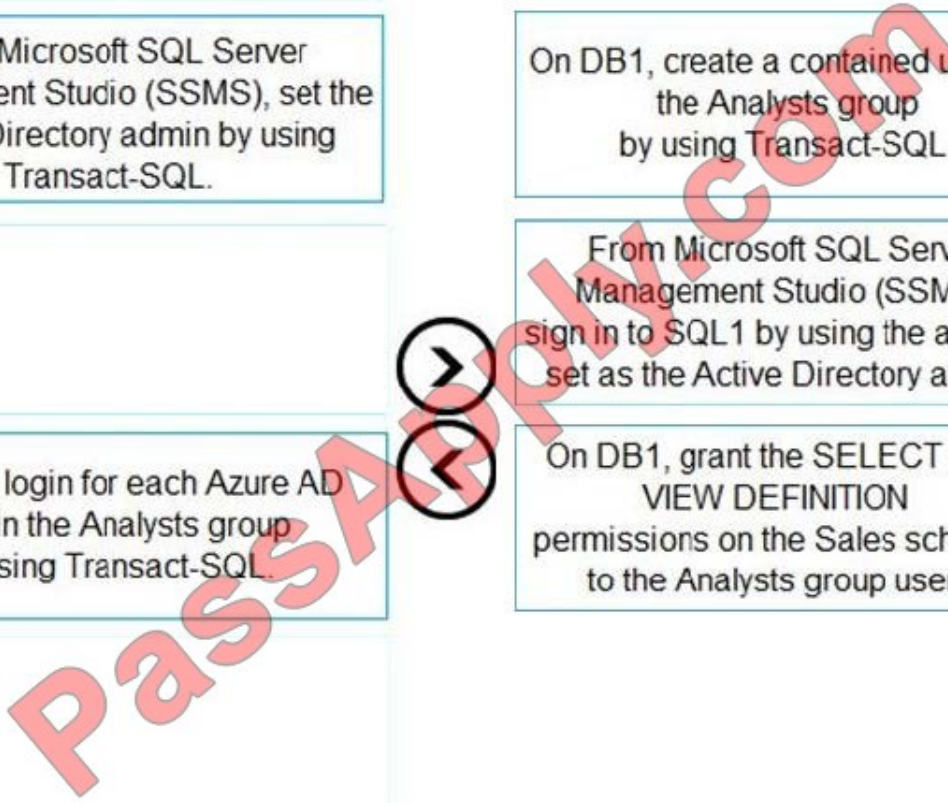 Microsoft SQL Server
ent Studio (SSMS), set the
Directory admin by using
Transact-SQL.
login for each Azure AD
in the Analysts group
sing Transact-SQL.
On DB1, create a contained u
the Analysts group
by using Transact-SQL
From Microsoft SQL Serv
Management Studio (SSM
sign in to SQL1 by using the a
set as the Active Directory a
On DB1, grant the SELECT
VIEW DEFINITION
permissions on the Sales sch
to the Analysts group use
PassApply.com